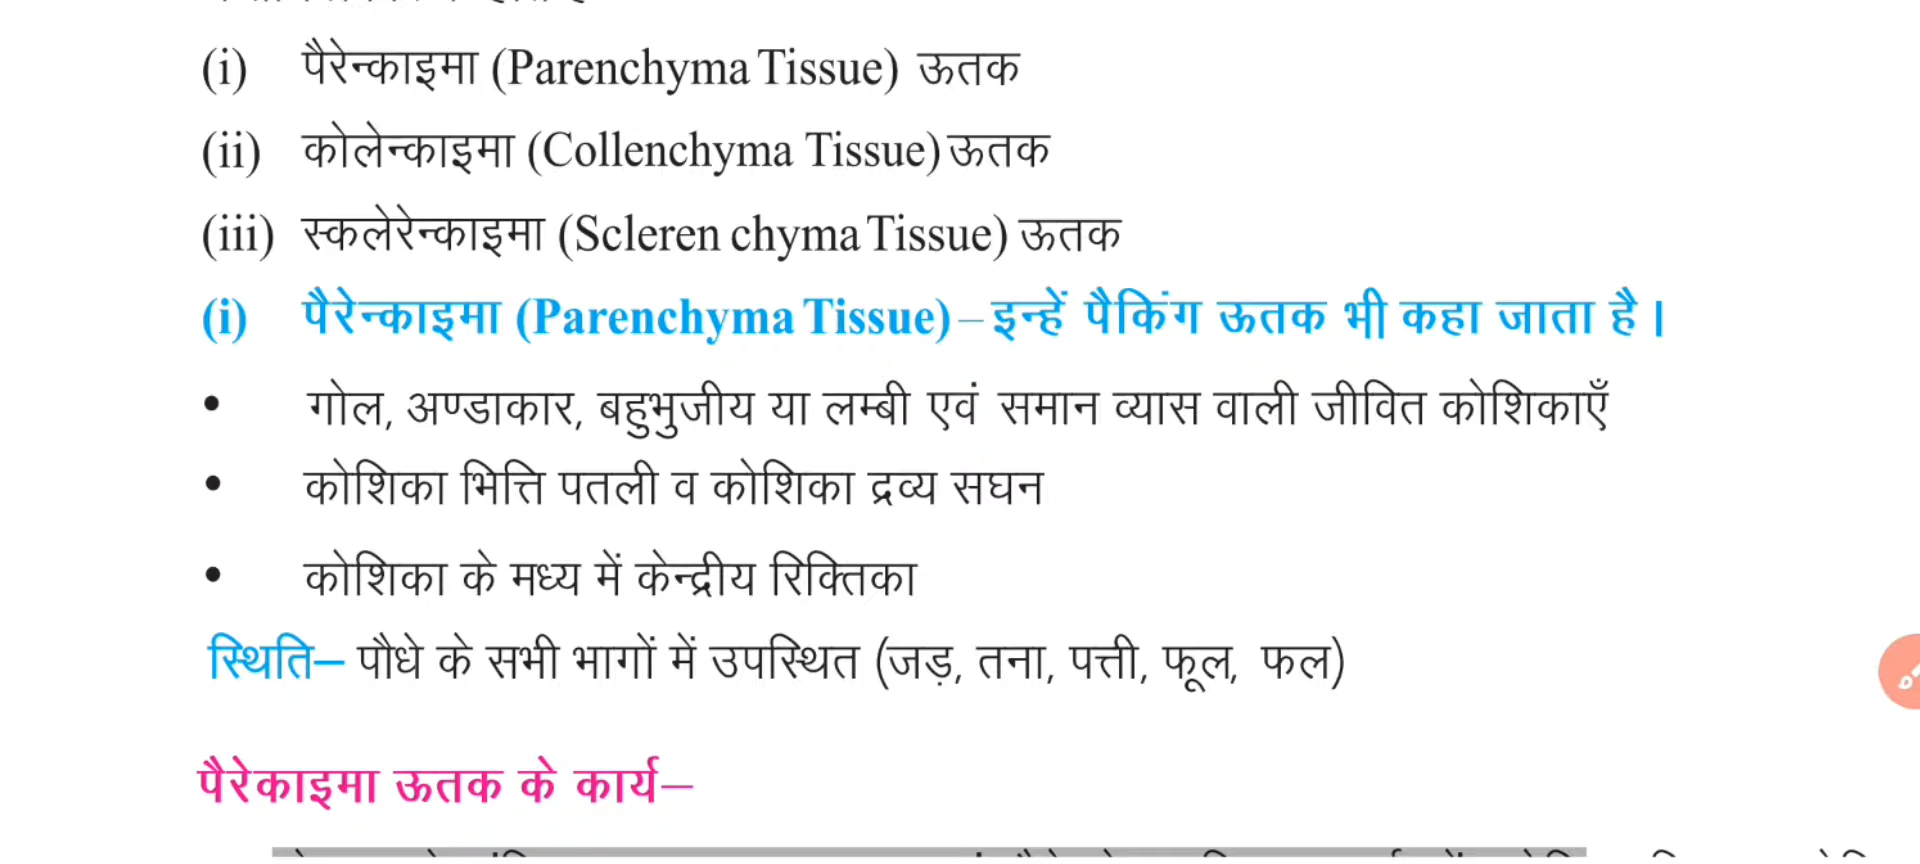 (i) पैरेन्काइमा (Parenchyma Tissue) ऊतक
(ii) कोलेन्काइमा (Collenchyma Tissue) ऊतक
(iii) स्कलेरेन्काइमा (Scleren chyma Tissue) ऊतक
(i) पैरेन्काइमा (Parenchyma Tissue) – इन्हें पैकिंग ऊतक भी कहा जाता है।
• गोल, अण्डाकार, बहुभुजीय या लम्बी एवं समान व्यास वाली जीवित कोशिकाएँ
• कोशिका भित्ति पतली व कोशिका द्रव्य सघन
• कोशिका के मध्य में केन्द्रीय रिक्तिका
स्थिति– पौधे के सभी भागों में उपस्थित (जड़, तना, पत्ती, फूल, फल)
पैरेकाइमा ऊतक के कार्य–